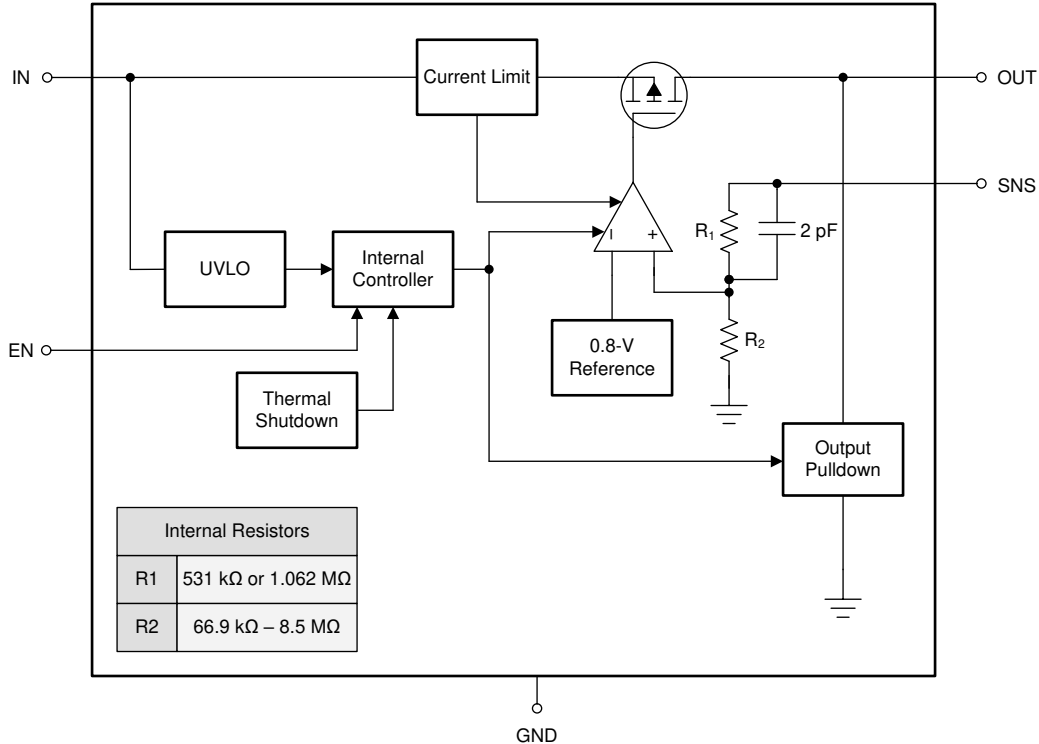 IN
Current Limit
OUT
SNS
R1
2 pF
UVLO
Internal
Controller
EN
0.8-V
Reference
R2
Thermal
Shutdown
Output
Pulldown
Internal Resistors
R1 531 kΩ or 1.062 MΩ
R2 66.9 kΩ – 8.5 MΩ
GND